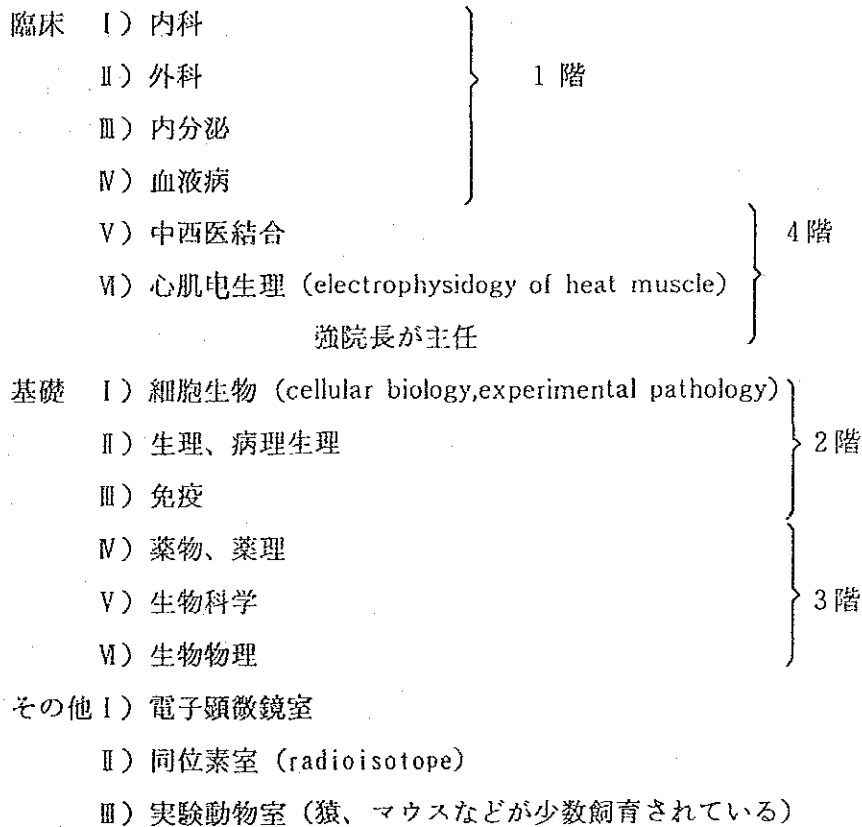 臨床 Ⅰ）内科
Ⅱ）外科 1階
Ⅲ）内分泌
Ⅳ）血液病
Ⅴ）中西医結合 4階
Ⅵ）心肌电生理（electrophysidogy of heat muscle）
強院長が主任
基礎 Ⅰ）細胞生物（cellular biology,experimental pathology）
Ⅱ）生理、病理生理 2階
Ⅲ）免疫
Ⅳ）薬物、薬理
Ⅴ）生物科学 3階
Ⅵ）生物物理
その他Ⅰ）電子顕微鏡室
Ⅱ）同位素室（radioisotope）
Ⅲ）実験動物室（猿、マウスなどが少数飼育されている）